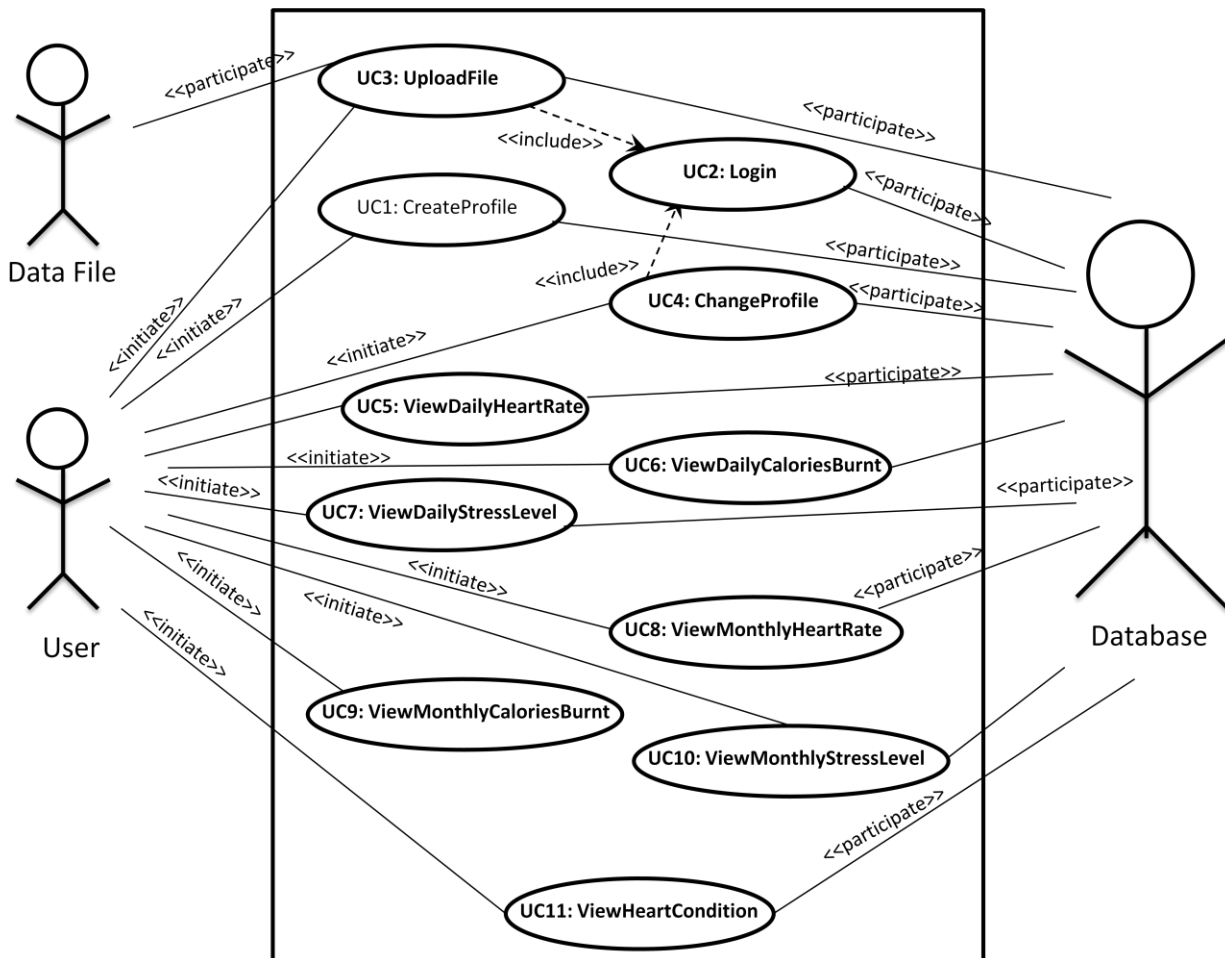 <<participate>>
UC3: UploadFile
<<participate>>
<<include>>
UC2: Login
<<participate>>
UC1: CreateProfile
<<participate>>
Data File
<<include>>
UC4: ChangeProfile
<<participate>>
<<initiate>>
<<initiate>>
<<initiate>>
<<participate>>
UC5: ViewDailyHeartRate
<<initiate>>
UC6: ViewDailyCaloriesBurnt
<<initiate>>
UC7: ViewDailyStressLevel
<<participate>>
<<initiate>>
<<initiate>>
<<initiate>>
<<participate>>
User
<<initiate>>
UC8: ViewMonthlyHeartRate
Database
UC9: ViewMonthlyCaloriesBurnt
UC10: ViewMonthlyStressLevel
<<participate>>
UC11: ViewHeartCondition